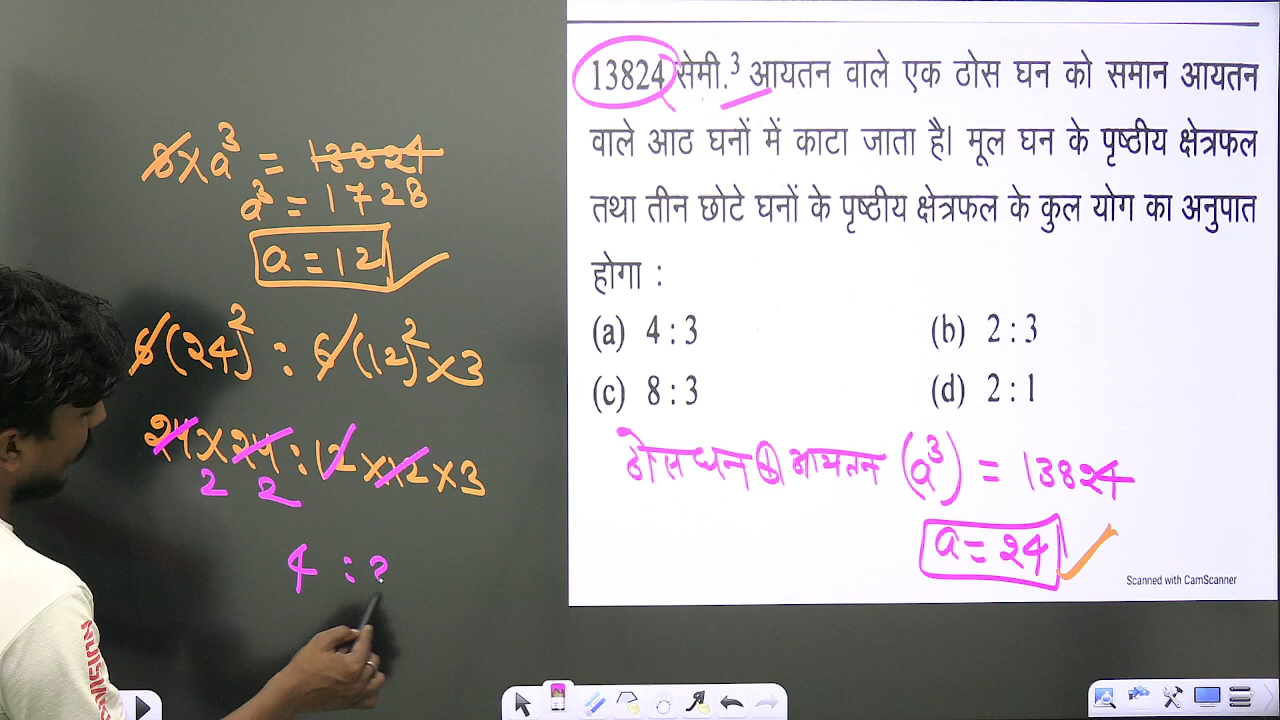 13824 सेमी.³ आयतन वाले एक ठोस घन को समान आयतन
वाले आठ घनों में काटा जाता है। मूल घन के पृष्ठीय क्षेत्रफल
तथा तीन छोटे घनों के पृष्ठीय क्षेत्रफल के कुल योग का अनुपात
होगा :
(a) 4 : 3
(b) 2 : 3
(c) 8 : 3
(d) 2 : 1
ठोस घन का आयतन (a³) = 13824
a = 24
Scanned with CamScanner
8 × a³ = 13824
a³ = 1728
a = 12
6(24)² : 6(12)² × 3
24 × 24 : 12 × 12 × 3
2 2
4 :